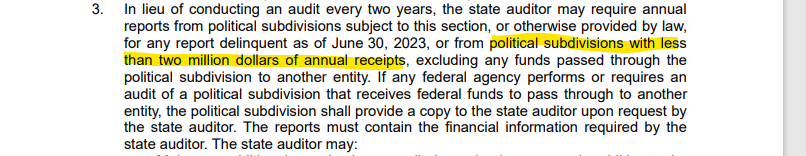 3. In lieu of conducting an audit every two years, the state auditor may require annual
reports from political subdivisions subject to this section, or otherwise provided by law,
for any report delinquent as of June 30, 2023, or from political subdivisions with less
than two million dollars of annual receipts, excluding any funds passed through the
political subdivision to another entity. If any federal agency performs or requires an
audit of a political subdivision that receives federal funds to pass through to another
entity, the political subdivision shall provide a copy to the state auditor upon request by
the state auditor. The reports must contain the financial information required by the
state auditor. The state auditor may: